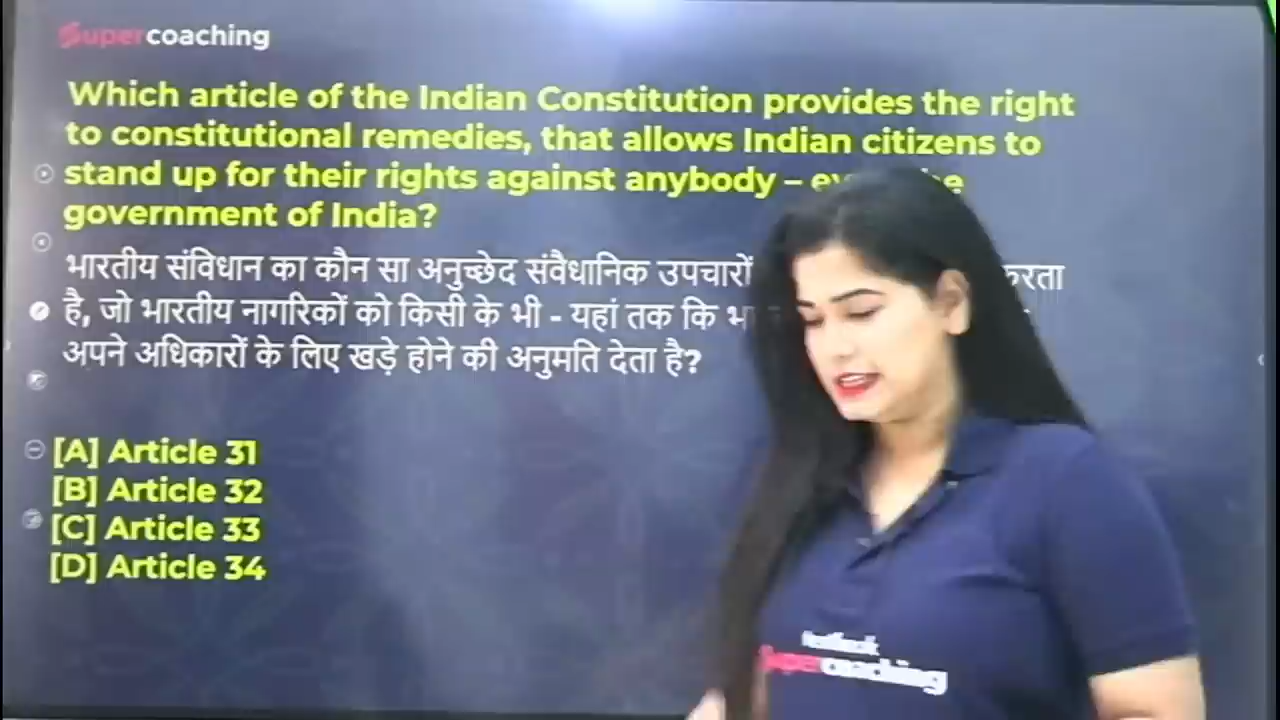 Supercoaching
Which article of the Indian Constitution provides the right
to constitutional remedies, that allows Indian citizens to
stand up for their rights against anybody –
government of India?
भारतीय संविधान का कौन सा अनुच्छेद संवैधानिक उपचारों
है, जो भारतीय नागरिकों को किसी के भी - यहां तक कि
अपने अधिकारों के लिए खड़े होने की अनुमति देता है?
[A] Article 31
[B] Article 32
[C] Article 33
[D] Article 34
testbook
Supercoaching